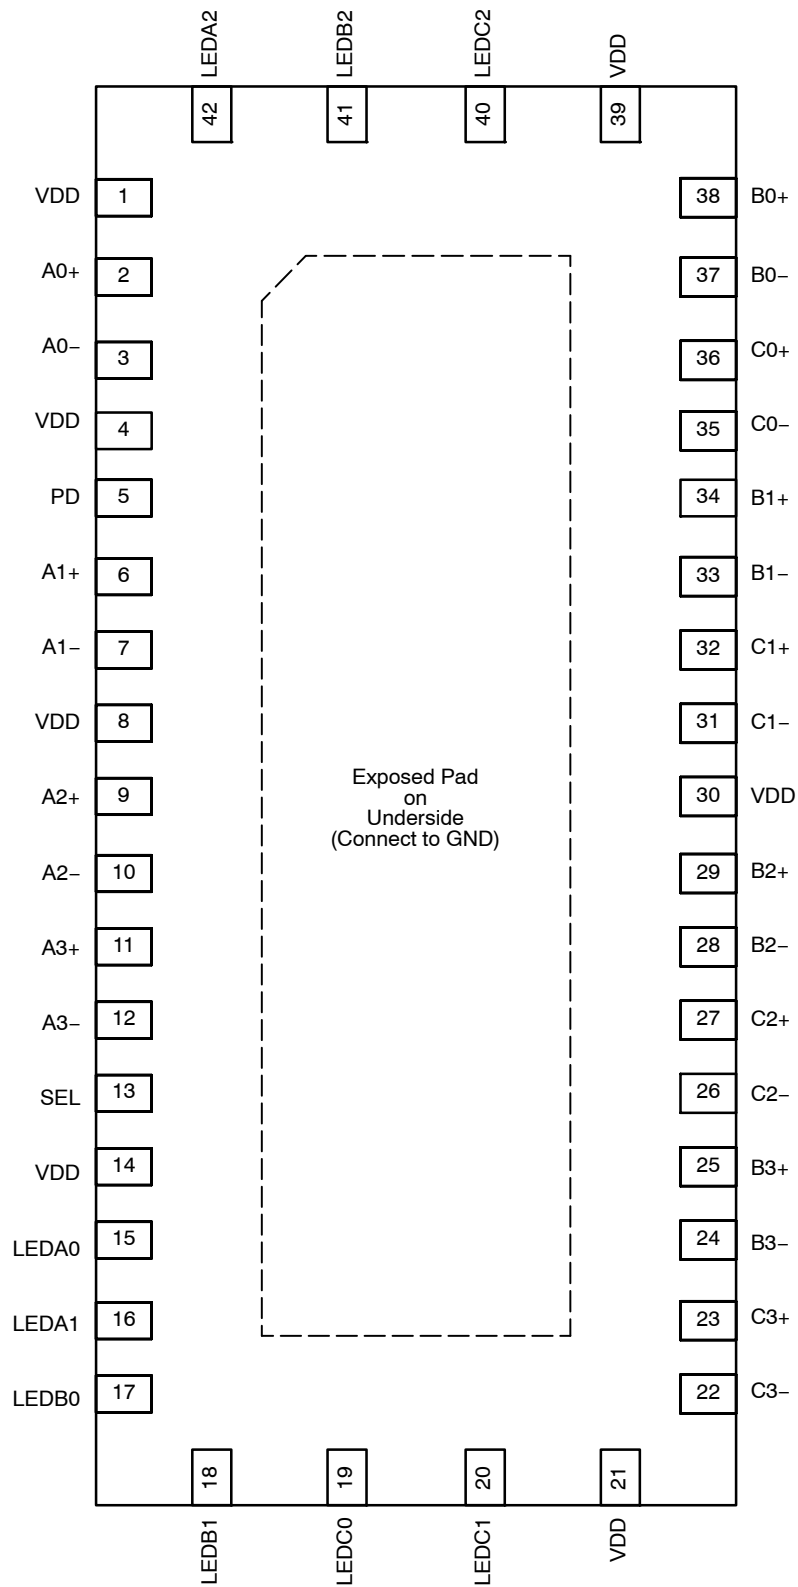 LEDA2 LEDB2 LEDC2 VDD
42 41 40 39
VDD 1 38 B0+
A0+ 2 37 B0−
A0− 3 36 C0+
VDD 4 35 C0−
PD 5 34 B1+
A1+ 6 33 B1−
A1− 7 32 C1+
VDD 8 31 C1−
Exposed Pad
on
Underside
(Connect to GND)
A2+ 9 30 VDD
A2− 10 29 B2+
A3+ 11 28 B2−
A3− 12 27 C2+
SEL 13 26 C2−
VDD 14 25 B3+
LEDA0 15 24 B3−
LEDA1 16 23 C3+
LEDB0 17 22 C3−
18 19 20 21
LEDB1 LEDC0 LEDC1 VDD